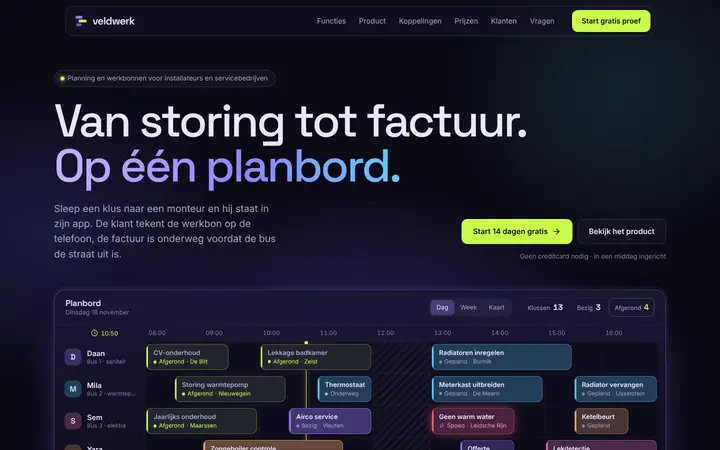 veldwerk
Functies Product Koppelingen Prijzen Klanten Vragen Start gratis proef
Planning en werkbonnen voor installateurs en servicebedrijven
Van storing tot factuur.
Op één planbord.
Sleep een klus naar een monteur en hij staat in
zijn app. De klant tekent de werkbon op de
telefoon, de factuur is onderweg voordat de bus
de straat uit is.
Start 14 dagen gratis → Bekijk het product
Geen creditcard nodig · in een middag ingericht
Planbord
Dinsdag 18 november
Dag Week Kaart Klussen 13 Bezig 3 Afgerond 4
10:50 08:00 09:00 10:00 11:00 12:00 13:00 14:00 15:00 16:00
D Daan
Bus 1 · sanitair
CV-onderhoud
Afgerond · De Bilt
Lekkage badkamer
Afgerond · Zeist
Radiatoren inregelen
Gepland · Bunnik
M Mila
Bus 2 · warmtep...
Storing warmtepomp
Afgerond · Nieuwegein
Thermostaat
Onderweg
Meterkast uitbreiden
Gepland · De Meern
Radiator vervangen
Gepland · IJsselstein
S Sem
Bus 3 · elektra
Jaarlijks onderhoud
Afgerond · Maarssen
Airco service
Bezig · Vleuten
Geen warm water
Spoed · Leidsche Rijn
Ketelbeurt
Gepland
Yara
Zonneboiler controle
Offerte
Lekdetectie